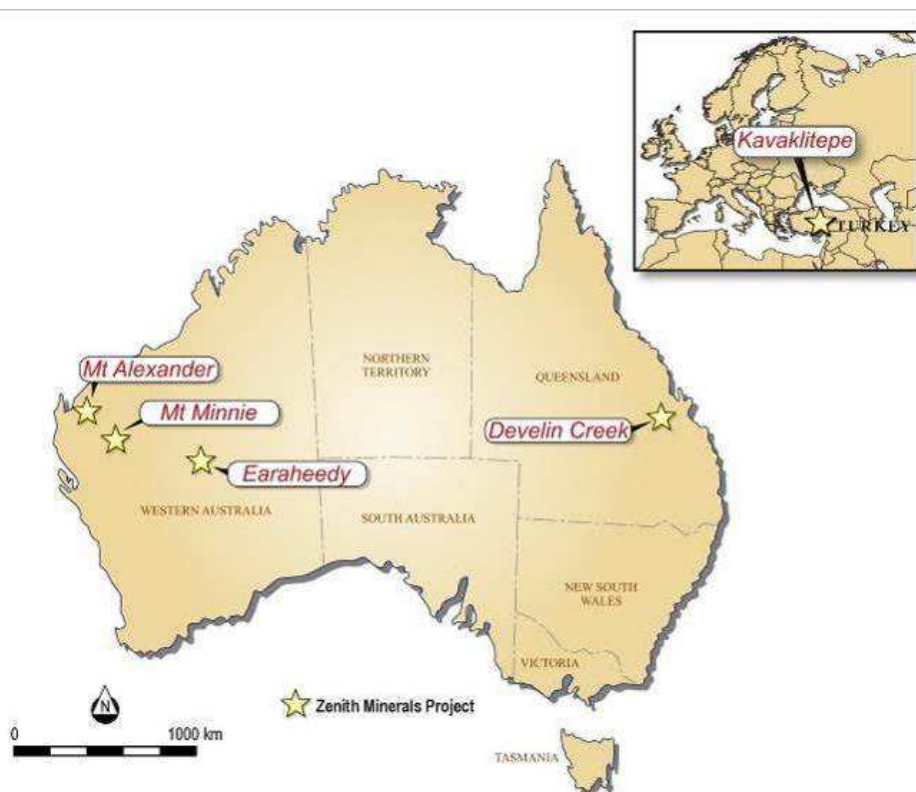 Kavaklitepe
TURKEY
NORTHERN
TERRITORY
QUEENSLAND
Mt Alexander
Mt Minnie
Develin Creek
Earaheedy
WESTERN AUSTRALIA
SOUTH AUSTRALIA
NEW SOUTH
WALES
VICTORIA
N
Zenith Minerals Project
0 1000 km
TASMANIA